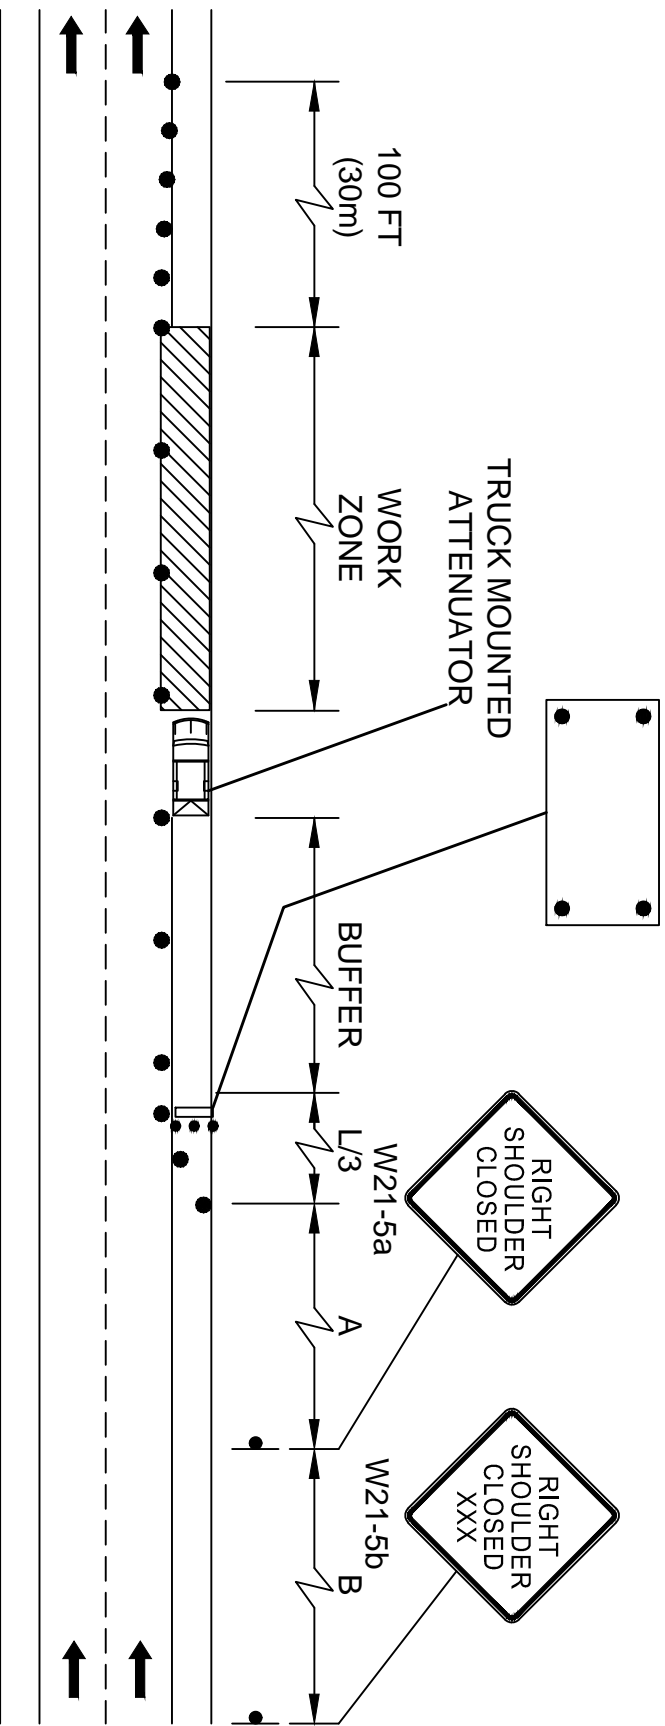 100 FT
(30m)
WORK
ZONE
TRUCK MOUNTED
ATTENUATOR
BUFFER
L/3
W21-5a
RIGHT
SHOULDER
CLOSED
A
W21-5b
RIGHT
SHOULDER
CLOSED
XXX
B